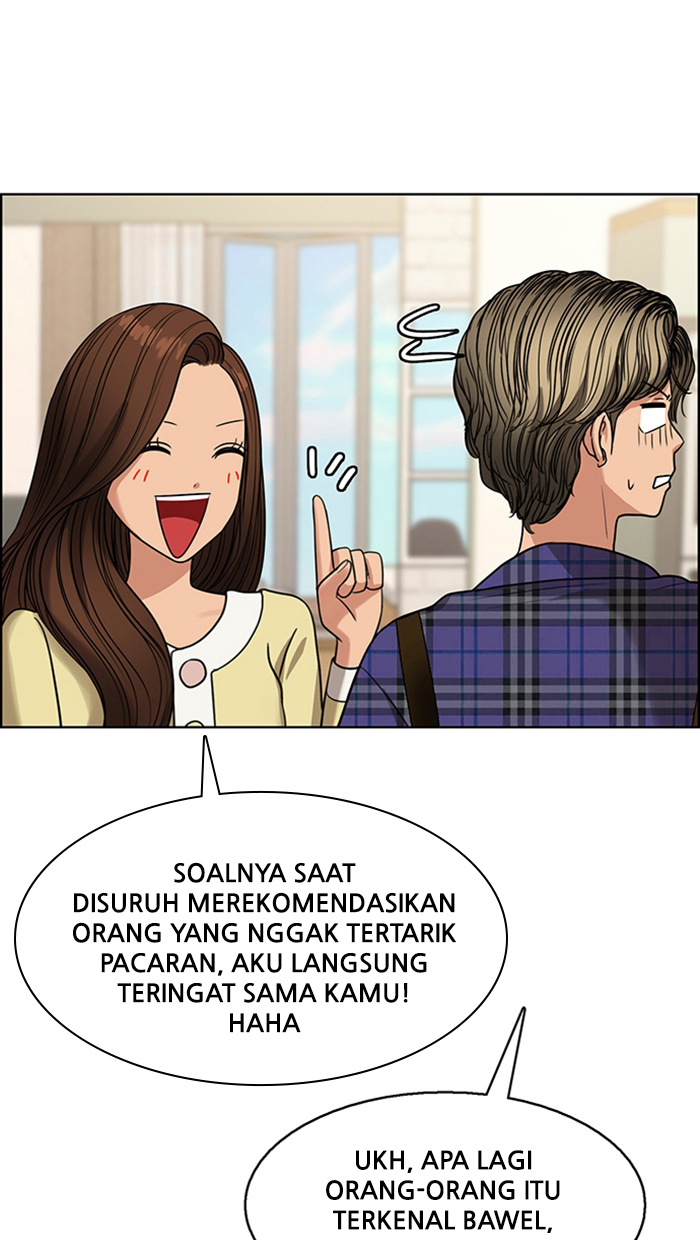 SOALNYA SAAT
DISURUH MEREKOMENDASIKAN
ORANG YANG NGGAK TERTARIK
PACARAN, AKU LANGSUNG
TERINGAT SAMA KAMU!
HAHA
UKH, APA LAGI
ORANG-ORANG ITU
TERKENAL BAWEL,